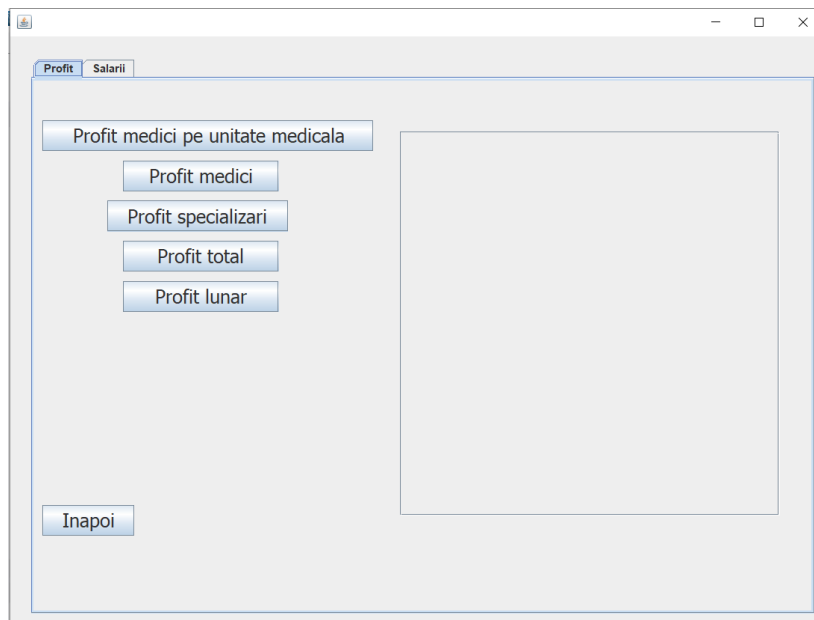 Profit Salarii
Profit medici pe unitate medicala
Profit medici
Profit specializari
Profit total
Profit lunar
Inapoi